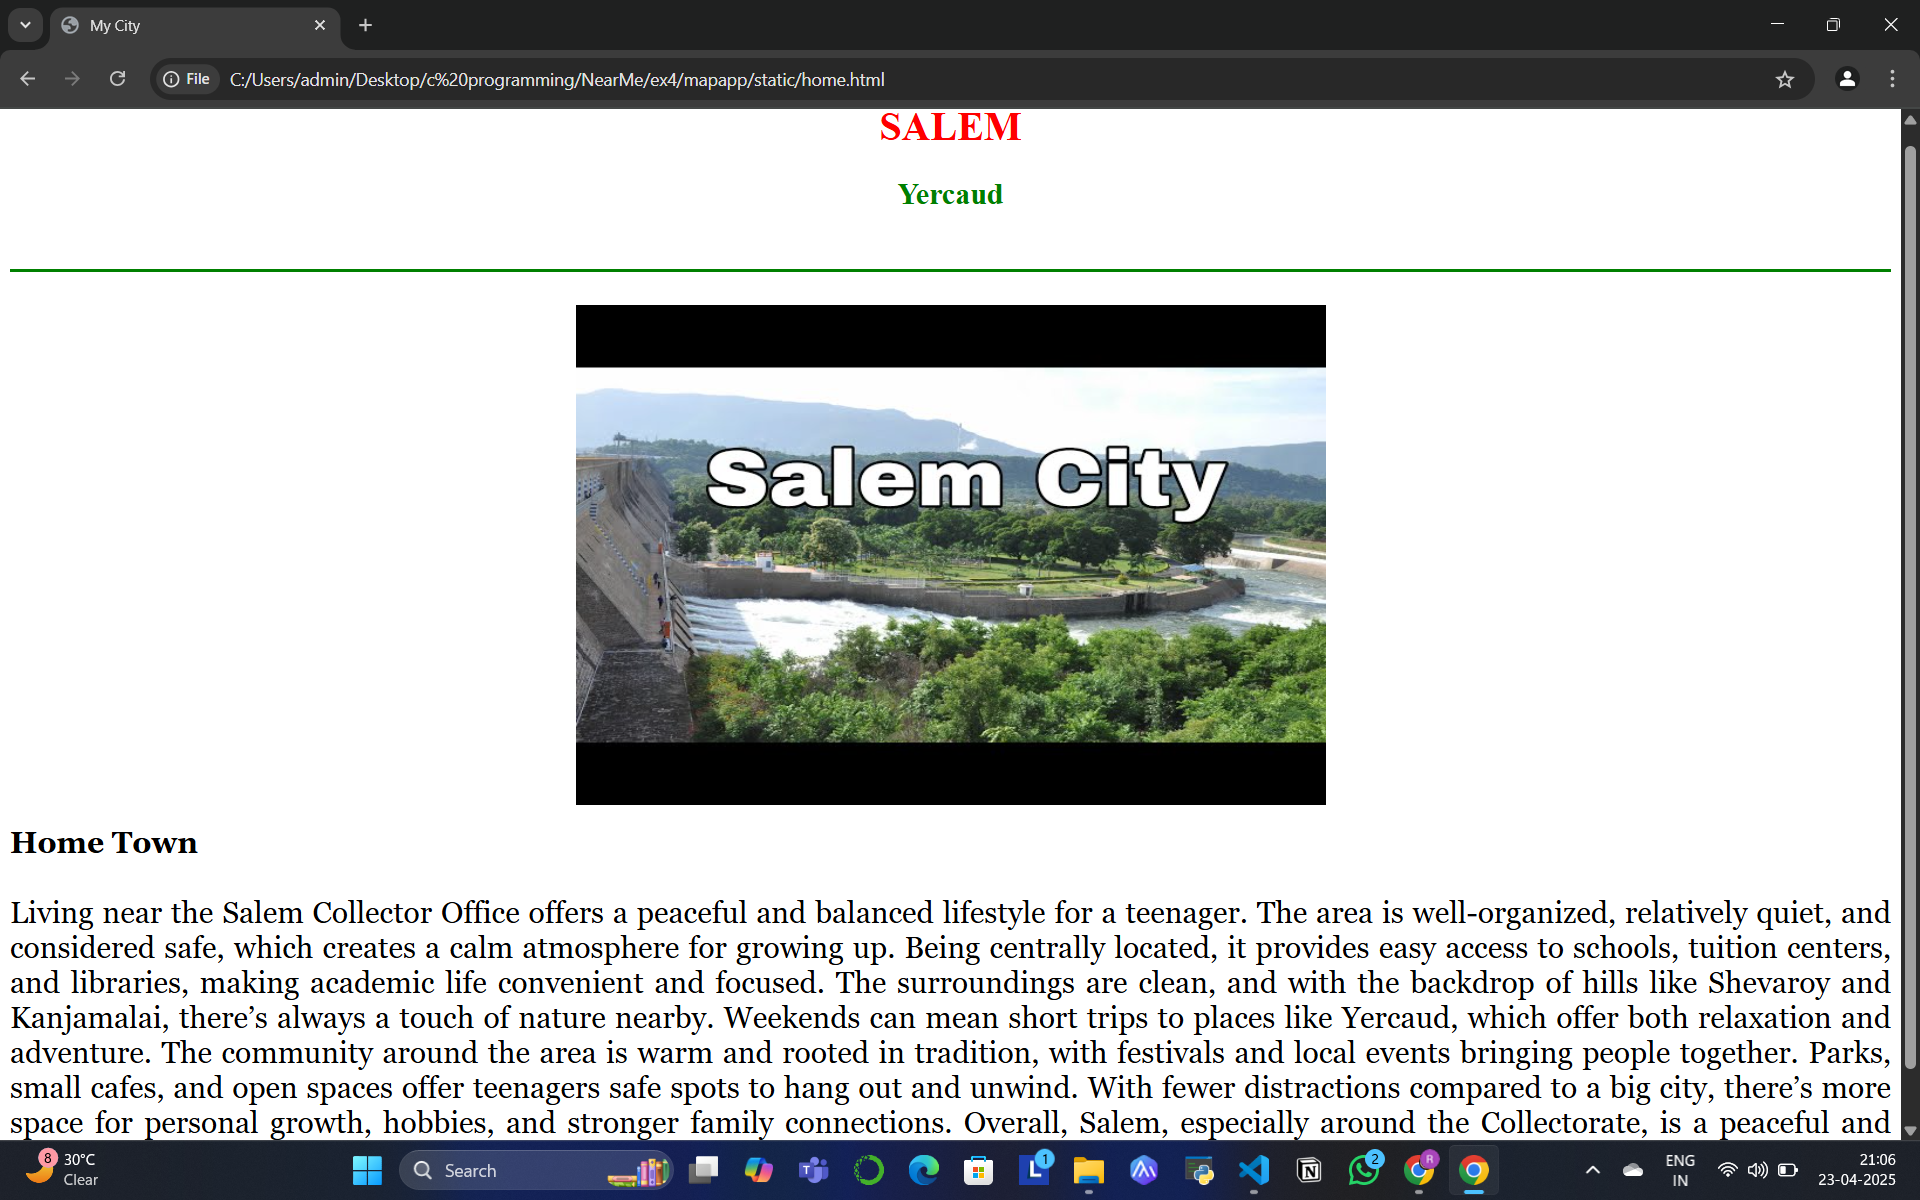 My City
File
C:/Users/admin/Desktop/c%20programming/NearMe/ex4/mapapp/static/home.html
SALEM
Yercaud
Salem City
Home Town
Living near the Salem Collector Office offers a peaceful and balanced lifestyle for a teenager. The area is well-organized, relatively quiet, and
considered safe, which creates a calm atmosphere for growing up. Being centrally located, it provides easy access to schools, tuition centers,
and libraries, making academic life convenient and focused. The surroundings are clean, and with the backdrop of hills like Shevaroy and
Kanjamalai, there’s always a touch of nature nearby. Weekends can mean short trips to places like Yercaud, which offer both relaxation and
adventure. The community around the area is warm and rooted in tradition, with festivals and local events bringing people together. Parks,
small cafes, and open spaces offer teenagers safe spots to hang out and unwind. With fewer distractions compared to a big city, there’s more
space for personal growth, hobbies, and stronger family connections. Overall, Salem, especially around the Collectorate, is a peaceful and
8
30°C
Clear
Search
T
L
1
2
R
ENG
IN
21:06
23-04-2025